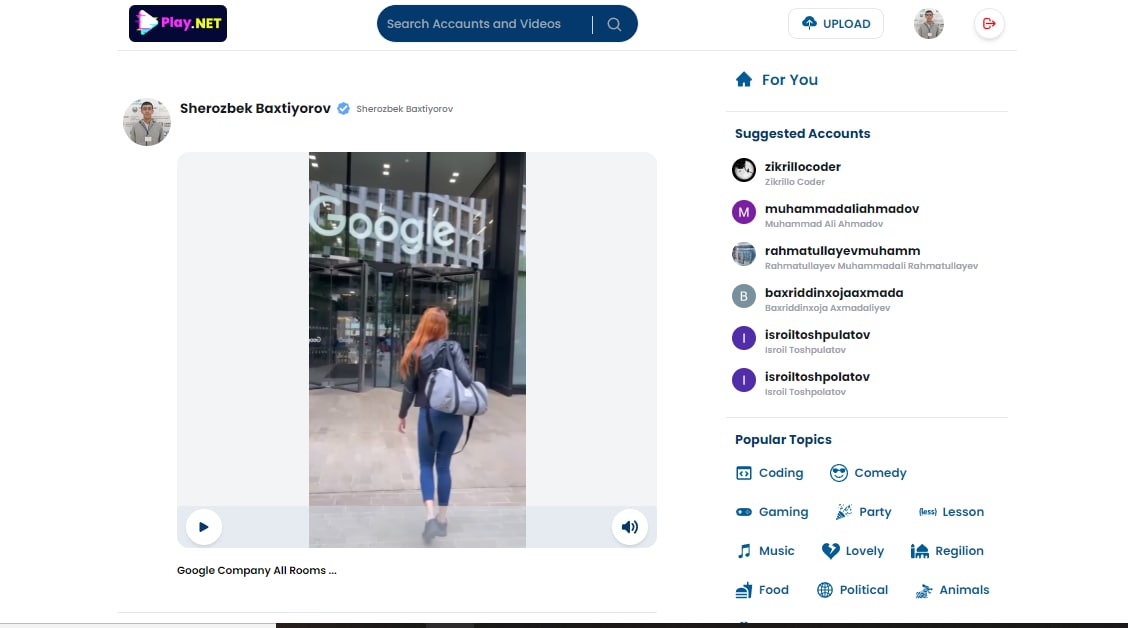 Play.NET
Search Accaunts and Videos
UPLOAD
Sherozbek Baxtiyorov Sherozbek Baxtiyorov
Google
Google Company All Rooms ...
For You
Suggested Accounts
zikrillocoder
Zikrillo Coder
M
muhammadaliahmadov
Muhammad Ali Ahmadov
rahmatullayevmuhamm
Rahmatullayev Muhammadali Rahmatullayev
B
baxriddinxojaaxmada
Baxriddinxoja Axmadaliyev
I
isroiltoshpulatov
Isroil Toshpulatov
I
isroiltoshpolatov
Isroil Toshpolatov
Popular Topics
Coding Comedy
Gaming Party {less} Lesson
Music Lovely Regilion
Food Political Animals